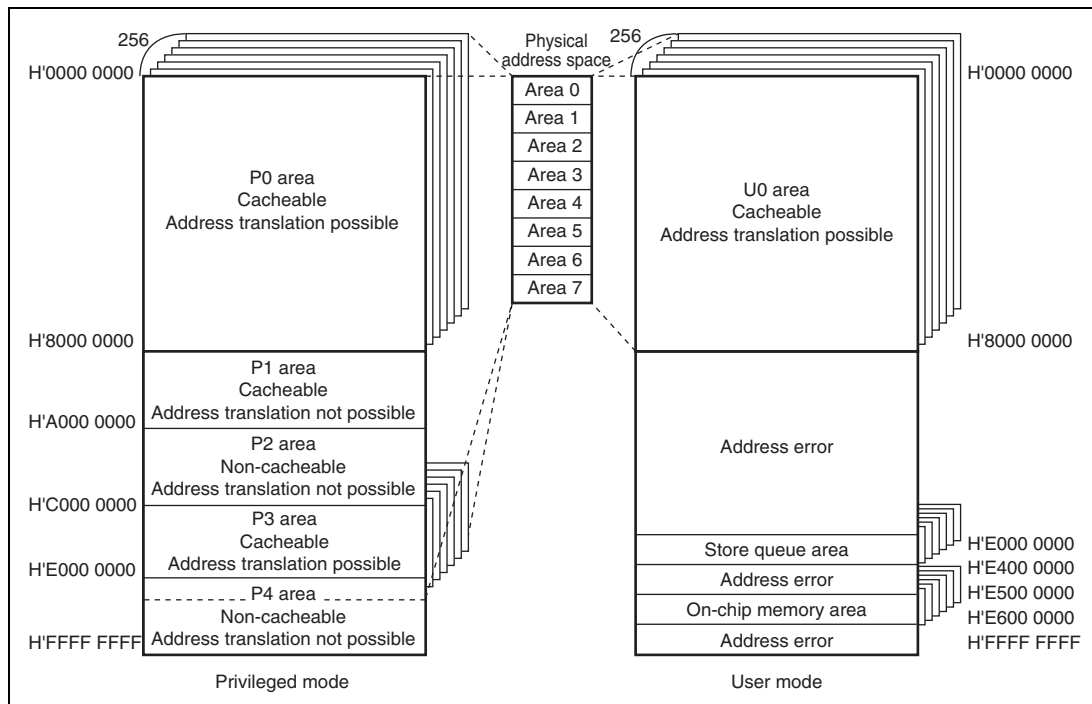 256
H'0000 0000
P0 area
Cacheable
Address translation possible
H'8000 0000
P1 area
Cacheable
Address translation not possible
H'A000 0000
P2 area
Non-cacheable
Address translation not possible
H'C000 0000
P3 area
Cacheable
Address translation possible
H'E000 0000
P4 area
Non-cacheable
Address translation not possible
H'FFFF FFFF
Privileged mode
Physical
address space
Area 0
Area 1
Area 2
Area 3
Area 4
Area 5
Area 6
Area 7
256
H'0000 0000
U0 area
Cacheable
Address translation possible
H'8000 0000
Address error
Store queue area
H'E000 0000
H'E400 0000
Address error
H'E500 0000
On-chip memory area
H'E600 0000
Address error
H'FFFF FFFF
User mode